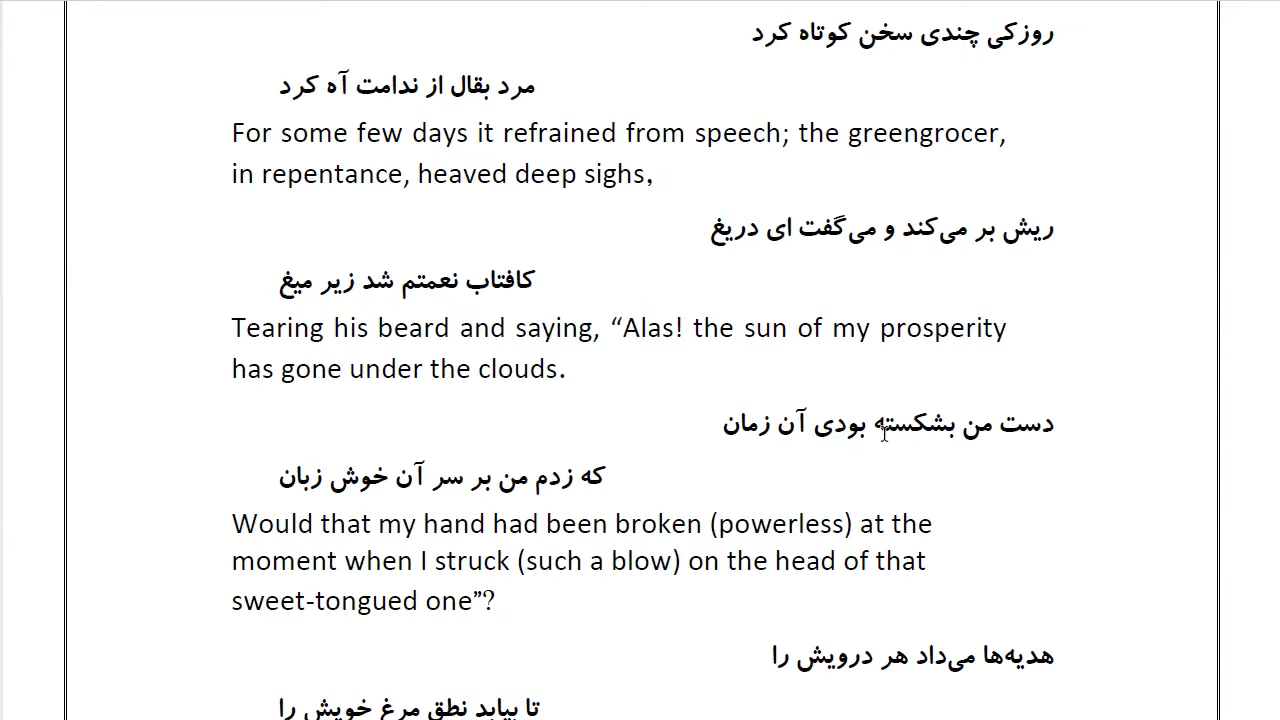 روزکی چندی سخن کوتاه کرد
مرد بقال از ندامت آه کرد
For some few days it refrained from speech; the greengrocer,
in repentance, heaved deep sighs,
ریش بر می‌کند و می‌گفت ای دریغ
کافتاب نعمتم شد زیر میغ
Tearing his beard and saying, “Alas! the sun of my prosperity
has gone under the clouds.
دست من بشکسته بودی آن زمان
که زدم من بر سر آن خوش زبان
Would that my hand had been broken (powerless) at the
moment when I struck (such a blow) on the head of that
sweet-tongued one”?
هدیه‌ها می‌داد هر درویش را
تا بیابد نطق مرغ خویش را